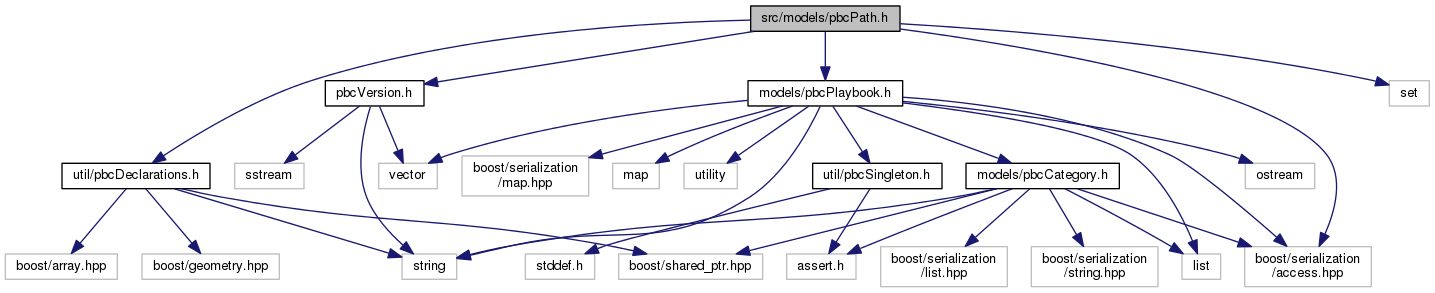 src/models/pbcPath.h
pbcVersion.h
models/pbcPlaybook.h
set
util/pbcDeclarations.h
sstream
vector
boost/serialization
/map.hpp
map
utility
util/pbcSingleton.h
models/pbcCategory.h
ostream
boost/array.hpp
boost/geometry.hpp
string
stddef.h
boost/shared_ptr.hpp
assert.h
boost/serialization
/list.hpp
boost/serialization
/string.hpp
list
boost/serialization
/access.hpp